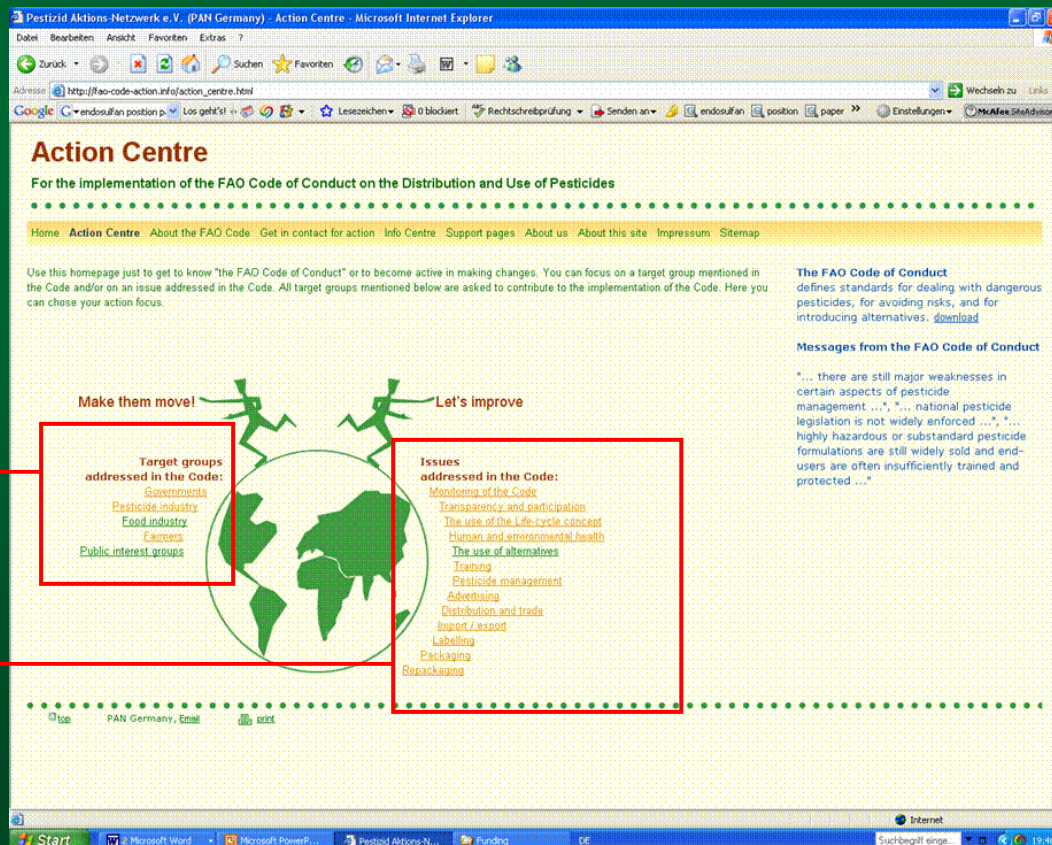 Pestizid Aktions-Netzwerk e.V. (PAN Germany) - Action Centre - Microsoft Internet Explorer
Datei Bearbeiten Ansicht Favoriten Extras ?
Zurück Suchen Favoriten
Adresse http://fao-code-action.info/action_centre.html Wechseln zu Links
Google endosulfan position p Los geht's! Lesezeichen 0 blockiert Rechtschreibprüfung Senden an endosulfan position paper » Einstellungen McAfee SiteAdvisor
Action Centre
For the implementation of the FAO Code of Conduct on the Distribution and Use of Pesticides
Home Action Centre About the FAO Code Get in contact for action Info Centre Support pages About us About this site Impressum Sitemap
Use this homepage just to get to know "the FAO Code of Conduct" or to become active in making changes. You can focus on a target group mentioned in
the Code and/or on an issue addressed in the Code. All target groups mentioned below are asked to contribute to the implementation of the Code. Here you
can chose your action focus.
Make them move!
Let's improve
Target groups
addressed in the Code:
Governments
Pesticide industry
Food industry
Farmers
Public interest groups
Issues
addressed in the Code:
Monitoring of the Code
Transparency and participation
The use of the Life-cycle concept
Human and environmental health
The use of alternatives
Training
Pesticide management
Advertising
Distribution and trade
Import / export
Labelling
Packaging
Repackaging
The FAO Code of Conduct
defines standards for dealing with dangerous
pesticides, for avoiding risks, and for
introducing alternatives. download
Messages from the FAO Code of Conduct
"... there are still major weaknesses in
certain aspects of pesticide
management ...", "... national pesticide
legislation is not widely enforced ...", "...
highly hazardous or substandard pesticide
formulations are still widely sold and end-
users are often insufficiently trained and
protected ..."
top PAN Germany, Email print
Internet
Start 2 Microsoft Word Microsoft PowerP... Pestizid Aktions-N... Funding DE Suchbegriff einge...